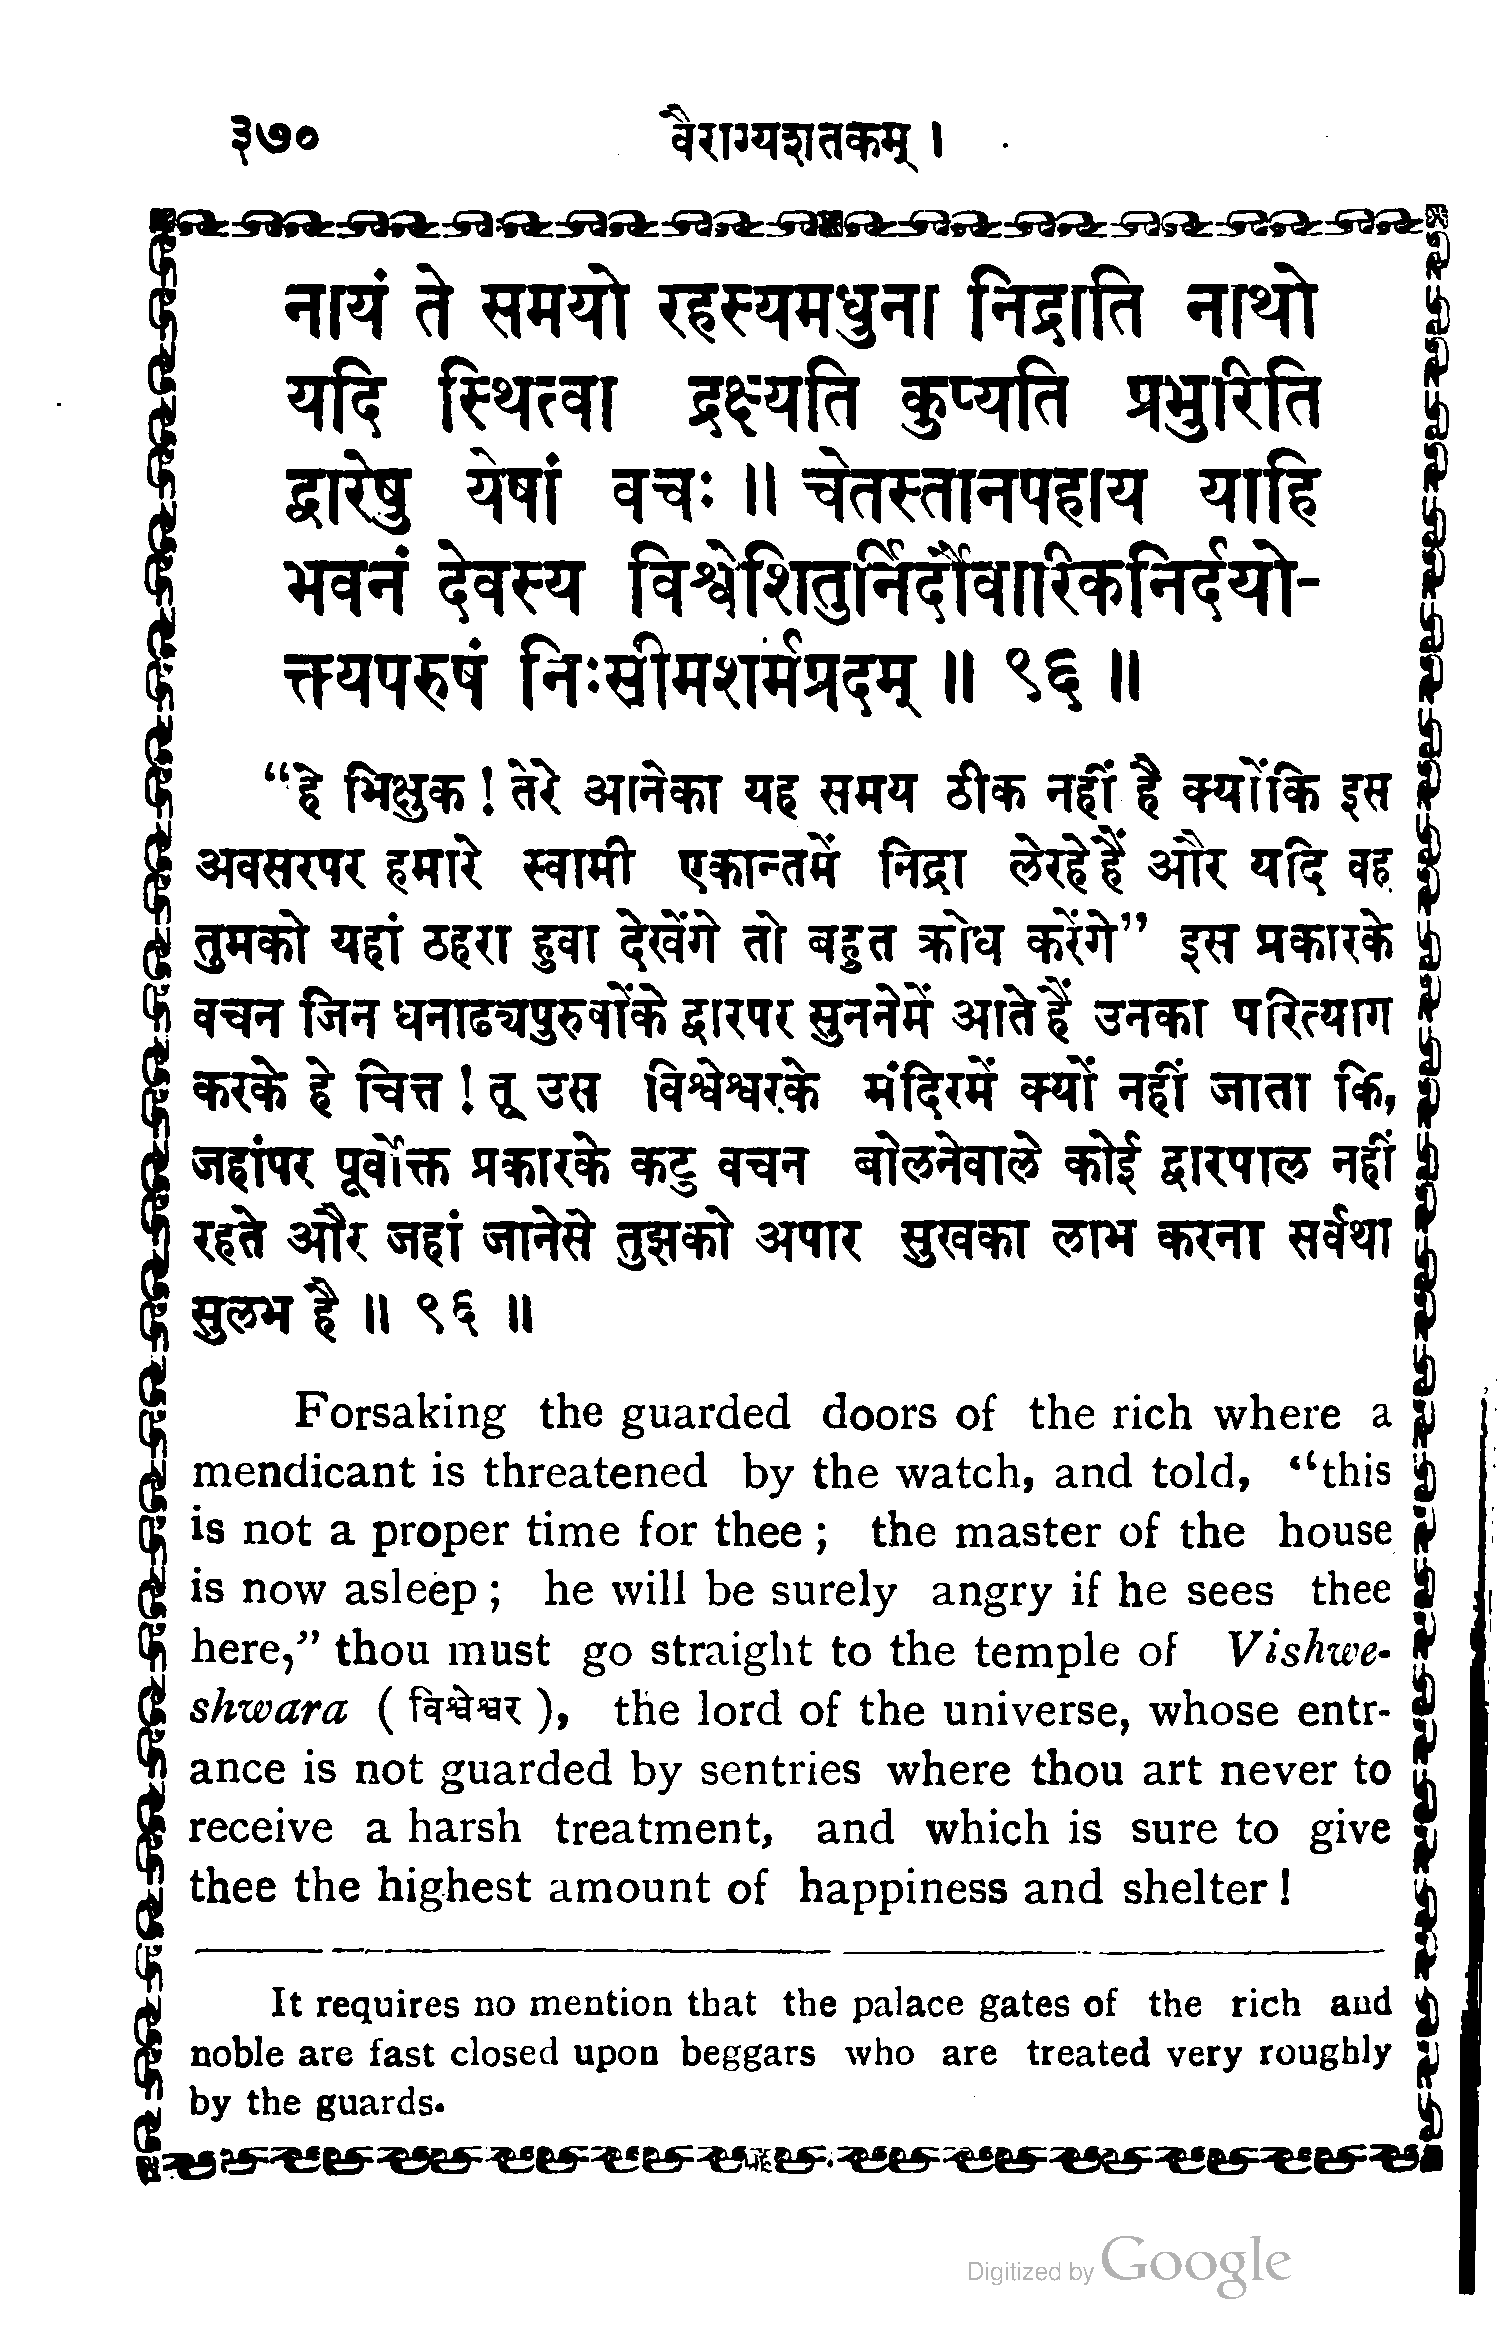 ३७०
वैराग्यशतकम् ।
नायं ते समयो रहस्यमधुना निद्राति नाथो
यदि स्थित्वा द्रक्ष्यति कुप्यति प्रभुरिति
द्वारेषु येषां वचः ॥ चेतस्तानपहाय याहि
भवनं देवस्य विश्वेशितुर्निर्दौवारिकनिर्दयो-
त्तयपरुषं निःसीमशर्मप्रदम् ॥ ९६ ॥
“हे भिक्षुक ! तेरे आनेका यह समय ठीक नहीं है क्योंकि इस
अवसरपर हमारे स्वामी एकान्तमें निद्रा लेरहे हैं और यदि वह
तुमको यहां ठहरा हुवा देखेंगे तो बहुत क्रोध करेंगे” इस प्रकारके
वचन जिन धनाढ्यपुरुषोंके द्वारपर सुननेमें आते हैं उनका परित्याग
करके हे चित्त ! तू उस विश्वेश्वरके मंदिरमें क्यों नहीं जाता कि,
जहांपर पूर्वोक्त प्रकारके कटु वचन बोलनेवाले कोई द्वारपाल नहीं
रहते और जहां जानेसे तुझको अपार सुखका लाभ करना सर्वथा
सुलभ है ॥ ९६ ॥
Forsaking the guarded doors of the rich where a
mendicant is threatened by the watch, and told, “this
is not a proper time for thee ; the master of the house
is now asleep ; he will be surely angry if he sees thee
here,” thou must go straight to the temple of Vishwe-
shwara ( विश्वेश्वर ), the lord of the universe, whose entr-
ance is not guarded by sentries where thou art never to
receive a harsh treatment, and which is sure to give
thee the highest amount of happiness and shelter !
It requires no mention that the palace gates of the rich and
noble are fast closed upon beggars who are treated very roughly
by the guards.
Digitized by Google